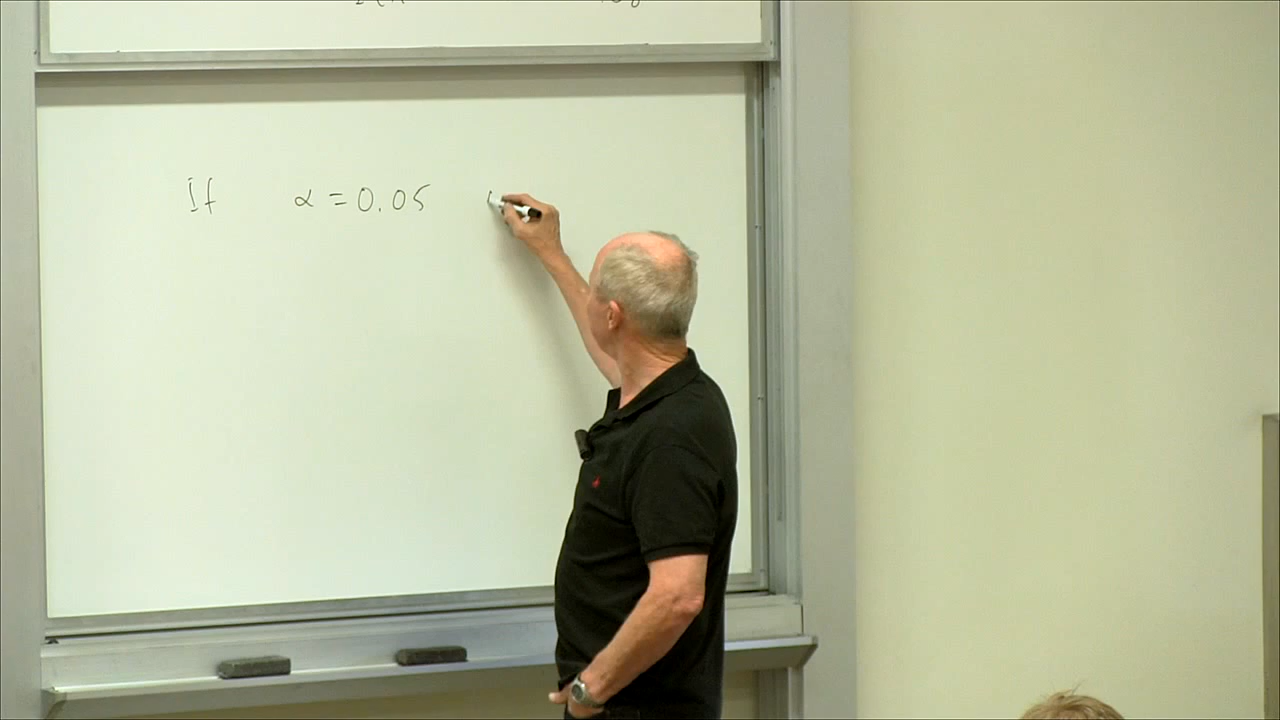 If α = 0.05